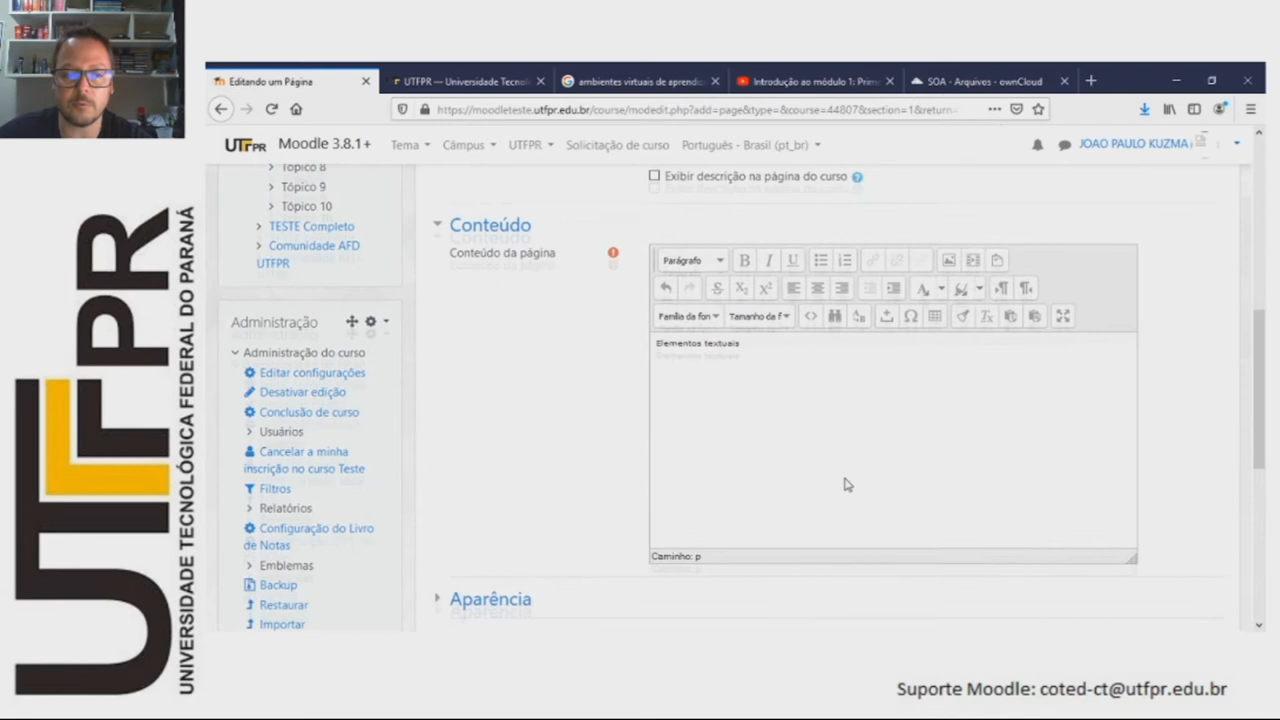 Editando um Página
UTFPR — Universidade Tecnol
ambientes virtuais de aprendiz
Introdução ao módulo 1: Prim
SOA - Arquivos - ownCloud
https://moodleteste.utfpr.edu.br/course/modedit.php?add=page&type=&course=44807&section=1&return=
UTFPR Moodle 3.8.1+ Tema Câmpus UTFPR Solicitação de curso Português - Brasil (pt_br) JOAO PAULO KUZMA
Tópico 8
Tópico 9
Tópico 10
TESTE Completo
Comunidade AFD
UTFPR
Exibir descrição na página do curso
Conteúdo
Conteúdo da página
Parágrafo
Família da fon Tamanho da f
Elementos textuais
Caminho: p
Aparência
Administração
Administração do curso
Editar configurações
Desativar edição
Conclusão de curso
Usuários
Cancelar a minha
inscrição no curso Teste
Filtros
Relatórios
Configuração do Livro
de Notas
Emblemas
Backup
Restaurar
Importar
UTFPR
UNIVERSIDADE TECNOLÓGICA FEDERAL DO PARANÁ
Suporte Moodle: coted-ct@utfpr.edu.br